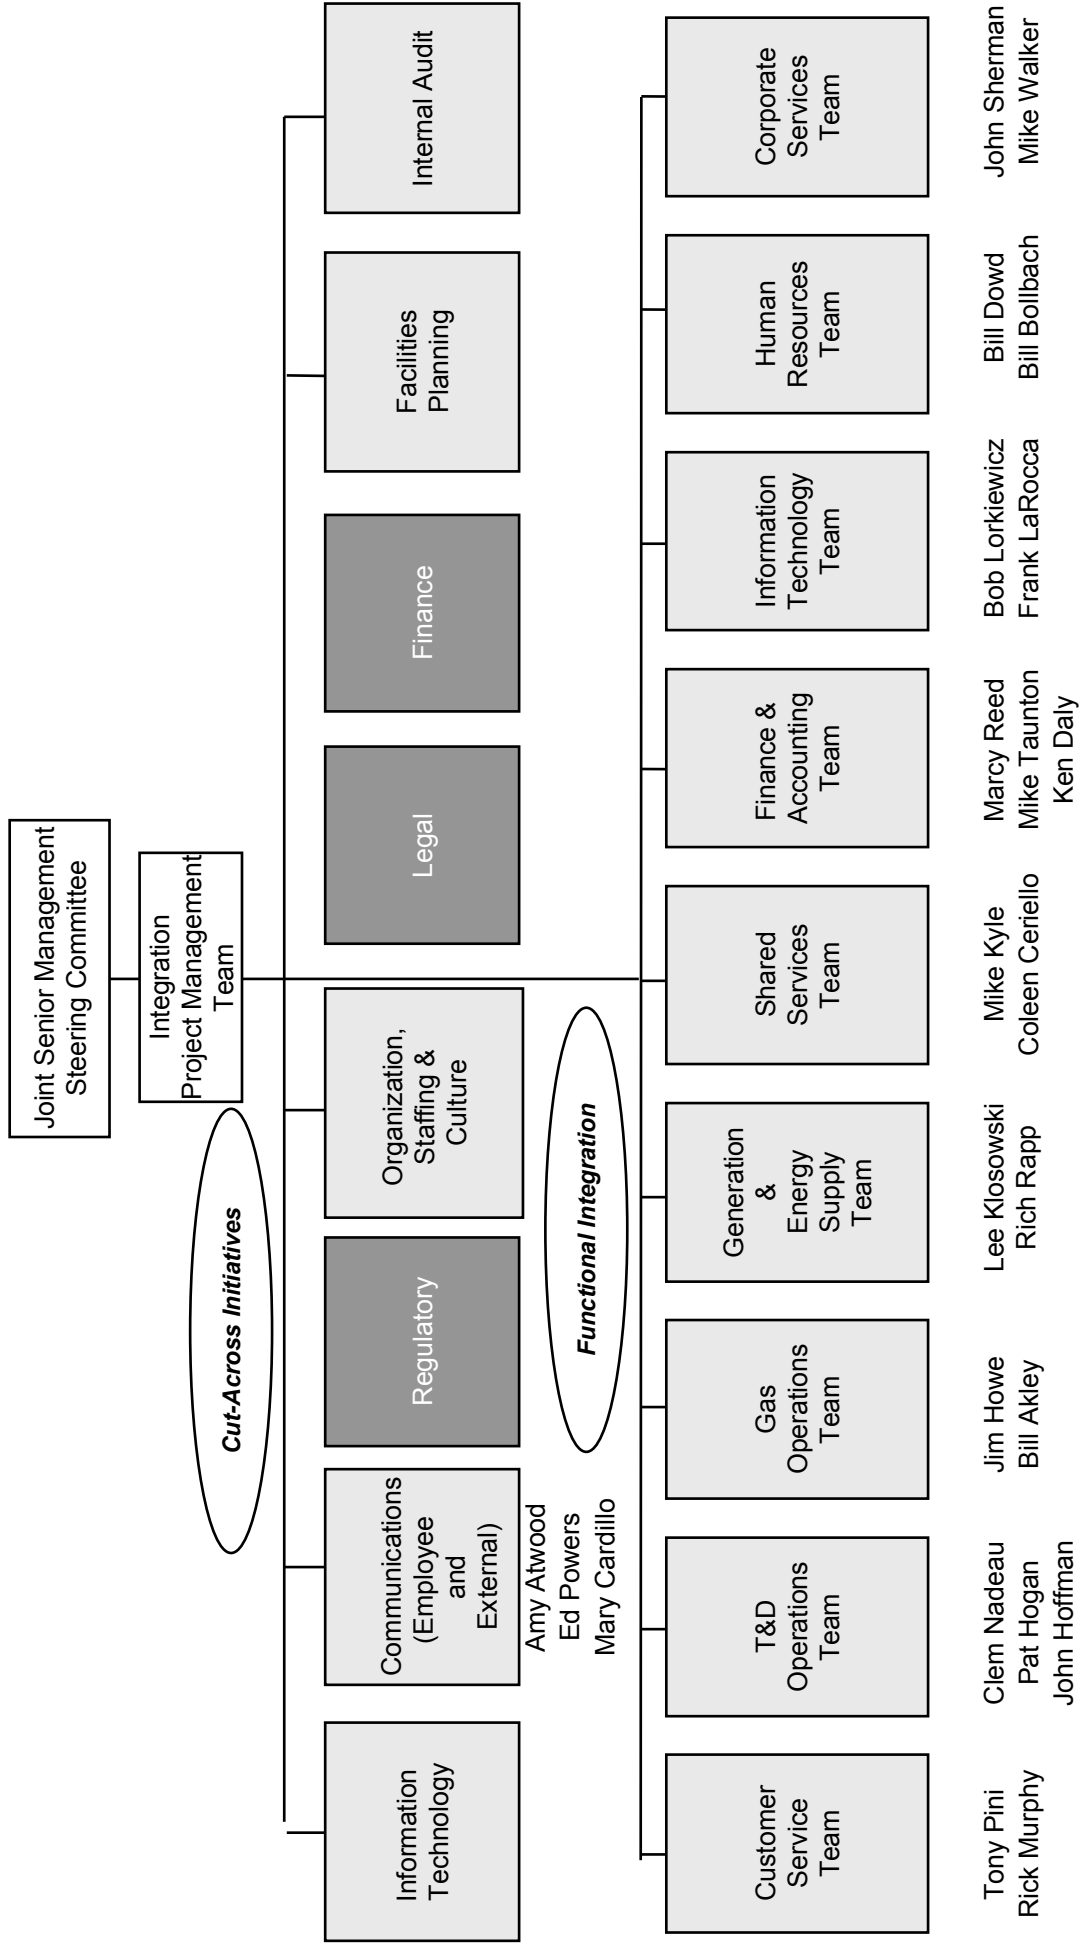 Joint Senior Management
Steering Committee
Integration
Project Management
Team
Cut-Across Initiatives
Information
Technology
Communications
(Employee
and
External)
Amy Atwood
Ed Powers
Mary Cardillo
Regulatory
Organization,
Staffing &
Culture
Legal
Finance
Facilities
Planning
Internal Audit
Functional Integration
Customer
Service
Team
Tony Pini
Rick Murphy
T&D
Operations
Team
Clem Nadeau
Pat Hogan
John Hoffman
Gas
Operations
Team
Jim Howe
Bill Akley
Generation
&
Energy
Supply
Team
Lee Klosowski
Rich Rapp
Shared
Services
Team
Mike Kyle
Coleen Ceriello
Finance &
Accounting
Team
Marcy Reed
Mike Taunton
Ken Daly
Information
Technology
Team
Bob Lorkiewicz
Frank LaRocca
Human
Resources
Team
Bill Dowd
Bill Bollbach
Corporate
Services
Team
John Sherman
Mike Walker